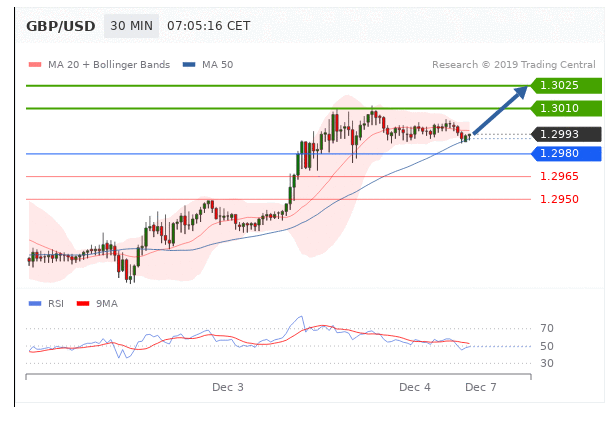 GBP/USD 30 MIN 07:05:16 CET
MA 20 + Bollinger Bands MA 50 Research © 2019 Trading Central
1.3025
1.3010
1.2993
1.2980
1.2965
1.2950
RSI 9MA
70
50
30
Dec 3 Dec 4 Dec 7